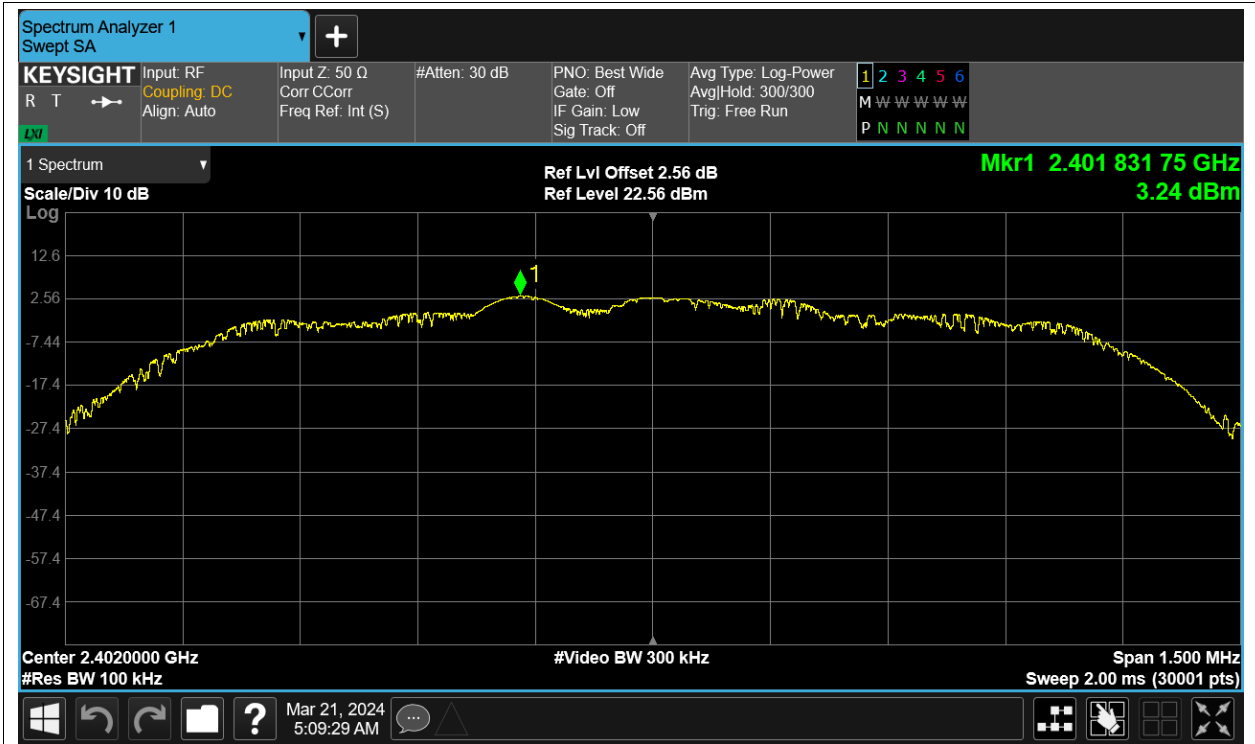 Spectrum Analyzer 1
Swept SA
KEYSIGHT
R T
LXI
Input: RF
Coupling: DC
Align: Auto
Input Z: 50 Ω
Corr CCorr
Freq Ref: Int (S)
#Atten: 30 dB
PNO: Best Wide
Gate: Off
IF Gain: Low
Sig Track: Off
Avg Type: Log-Power
Avg|Hold: 300/300
Trig: Free Run
1 2 3 4 5 6
M W W W W W
P N N N N N
1 Spectrum
Scale/Div 10 dB
Log
Ref Lvl Offset 2.56 dB
Ref Level 22.56 dBm
Mkr1 2.401 831 75 GHz
3.24 dBm
12.6
2.56
-7.44
-17.4
-27.4
-37.4
-47.4
-57.4
-67.4
1
Center 2.4020000 GHz
#Res BW 100 kHz
#Video BW 300 kHz
Span 1.500 MHz
Sweep 2.00 ms (30001 pts)
?
Mar 21, 2024
5:09:29 AM